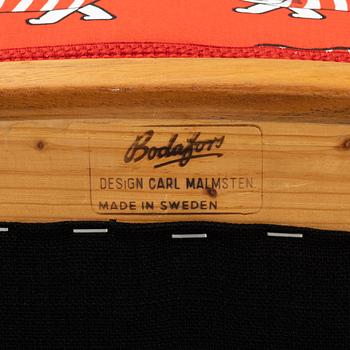 Bodafors
DESIGN CARL MALMSTEN
MADE IN SWEDEN